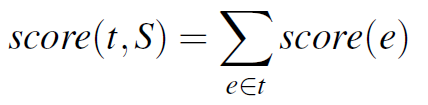 score(t, S) = ∑ score(e)
e∈t